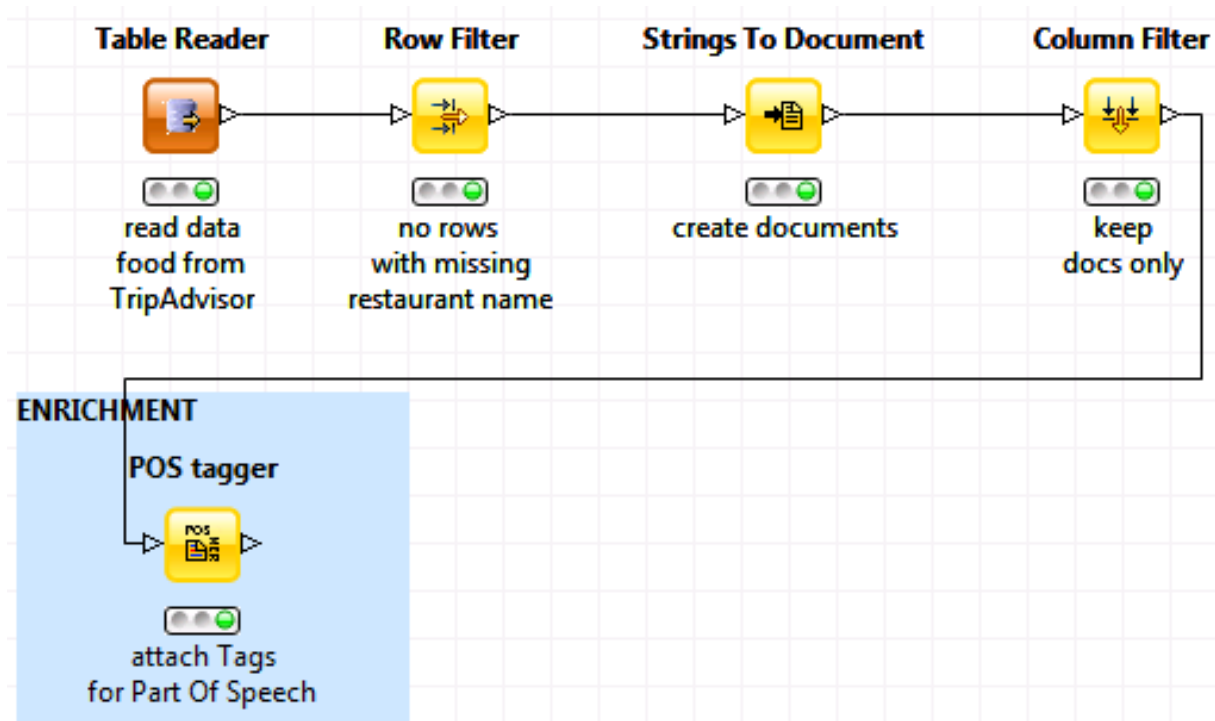 Table Reader
Row Filter
Strings To Document
Column Filter
read data
food from
TripAdvisor
no rows
with missing
restaurant name
create documents
keep
docs only
ENRICHMENT
POS tagger
POS
attach Tags
for Part Of Speech